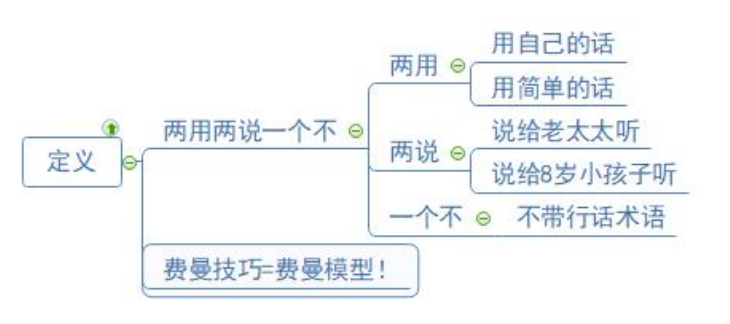 定义
两用两说一个不
两用
用自己的话
用简单的话
两说
说给老太太听
说给8岁小孩子听
一个不
不带行话术语
费曼技巧=费曼模型！